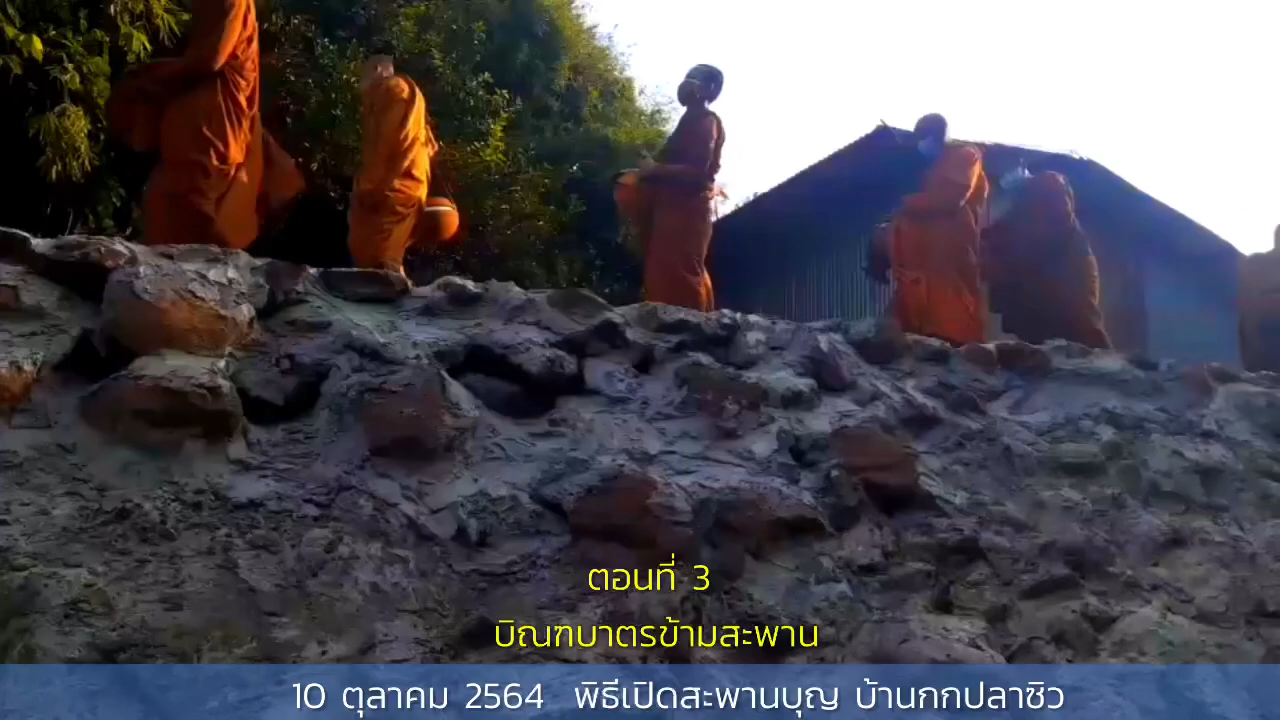 ตอนที่ 3
บิณฑบาตรข้ามสะพาน
10 ตุลาคม 2564 พิธีเปิดสะพานบุญ บ้านกกปลาซิว